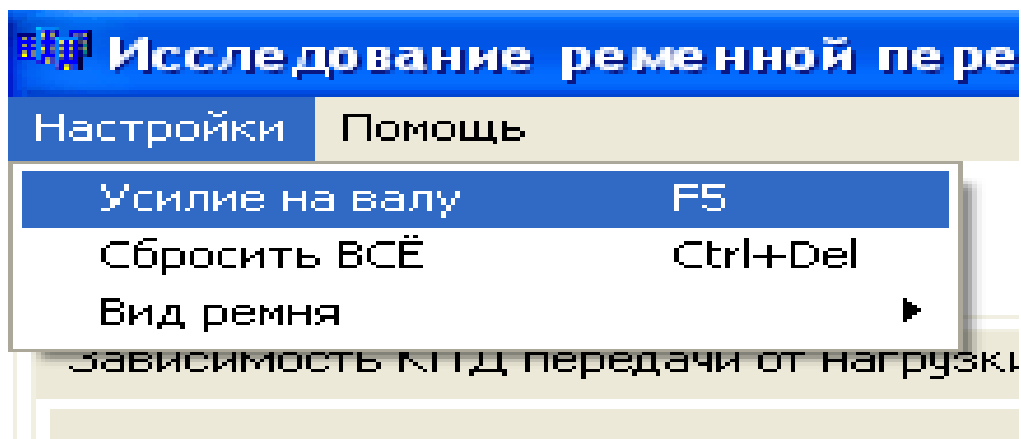 Исследование ременной пере
Настройки Помощь
Усилие на валу F5
Сбросить ВСЁ Ctrl+Del
Вид ремня
Зависимость КПД передачи от нагрузки